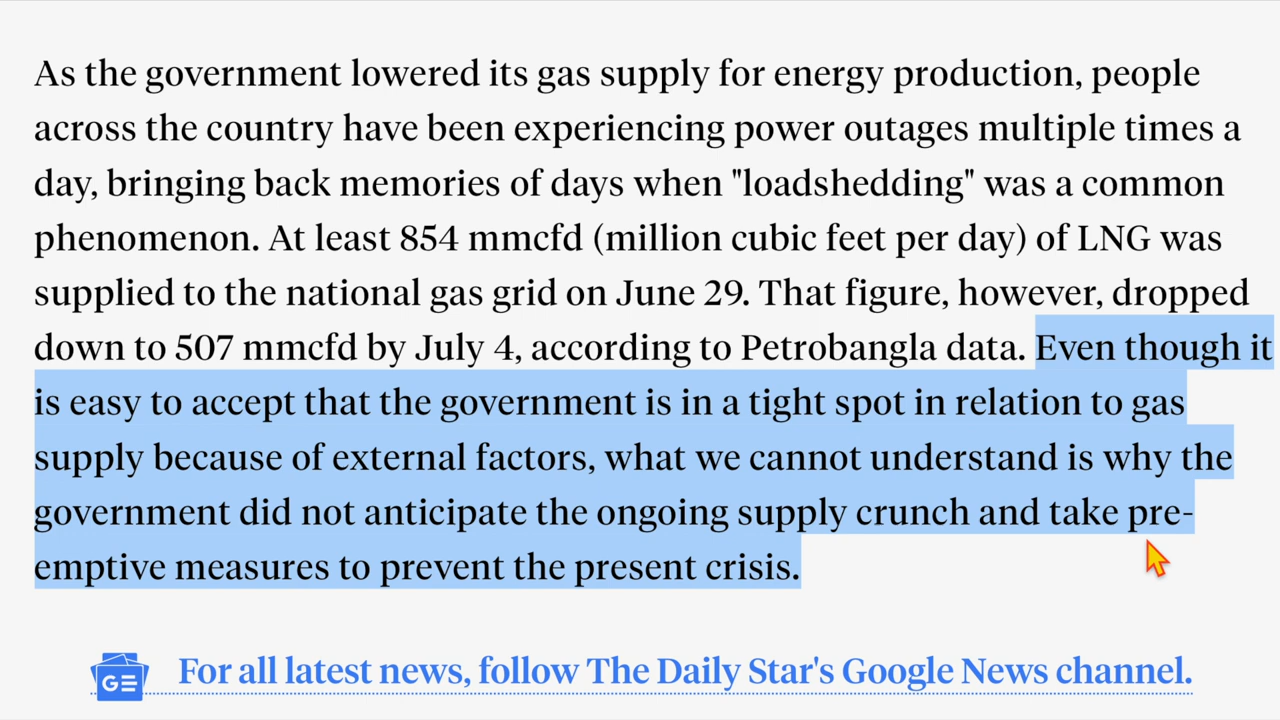 As the government lowered its gas supply for energy production, people
across the country have been experiencing power outages multiple times a
day, bringing back memories of days when "loadshedding" was a common
phenomenon. At least 854 mmcfd (million cubic feet per day) of LNG was
supplied to the national gas grid on June 29. That figure, however, dropped
down to 507 mmcfd by July 4, according to Petrobangla data. Even though it
is easy to accept that the government is in a tight spot in relation to gas
supply because of external factors, what we cannot understand is why the
government did not anticipate the ongoing supply crunch and take pre-
emptive measures to prevent the present crisis.
For all latest news, follow The Daily Star's Google News channel.